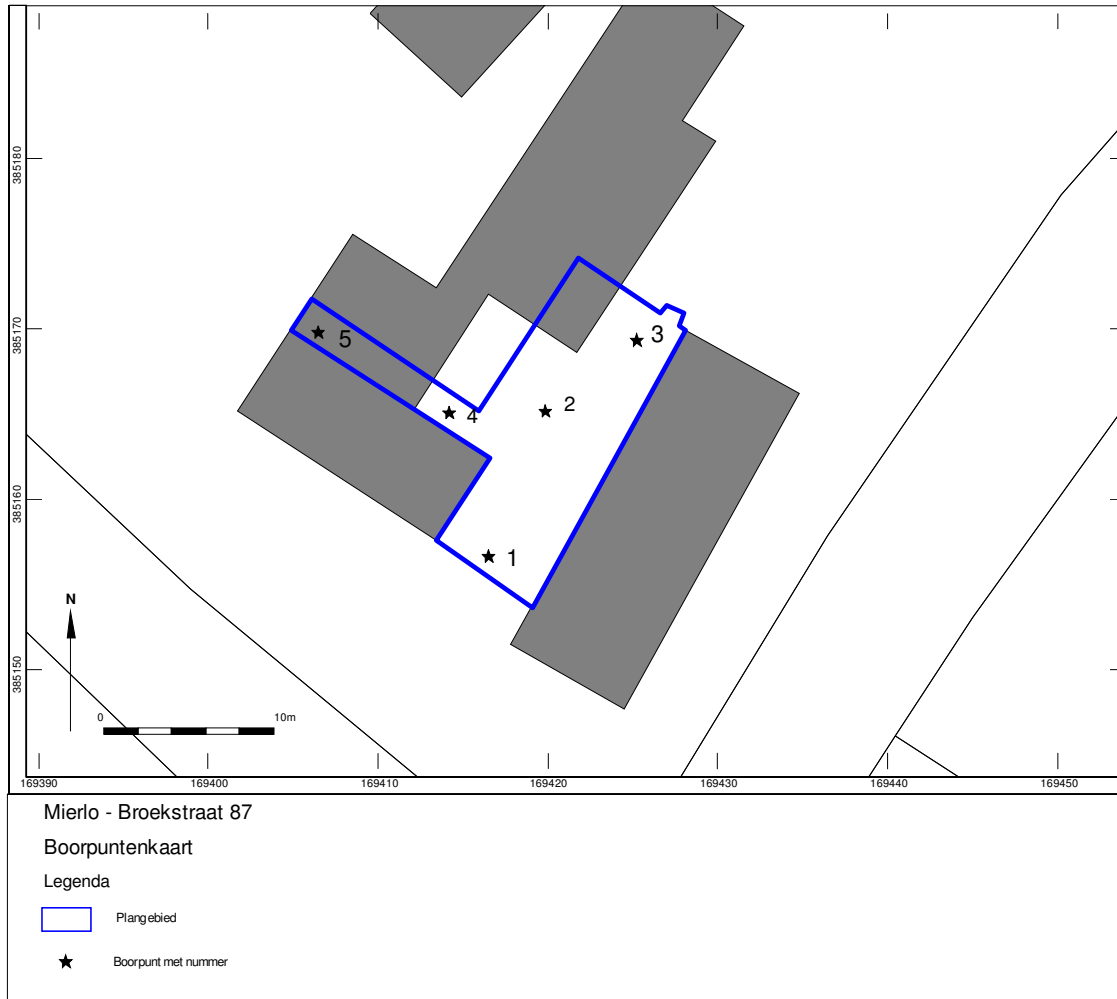 385180
385170
385160
385150
3
5
2
4
1
N
0 10m
169390 169400 169410 169420 169430 169440 169450
Mierlo - Broekstraat 87
Boorpuntenkaart
Legenda
Plangebied
Boorpunt met nummer